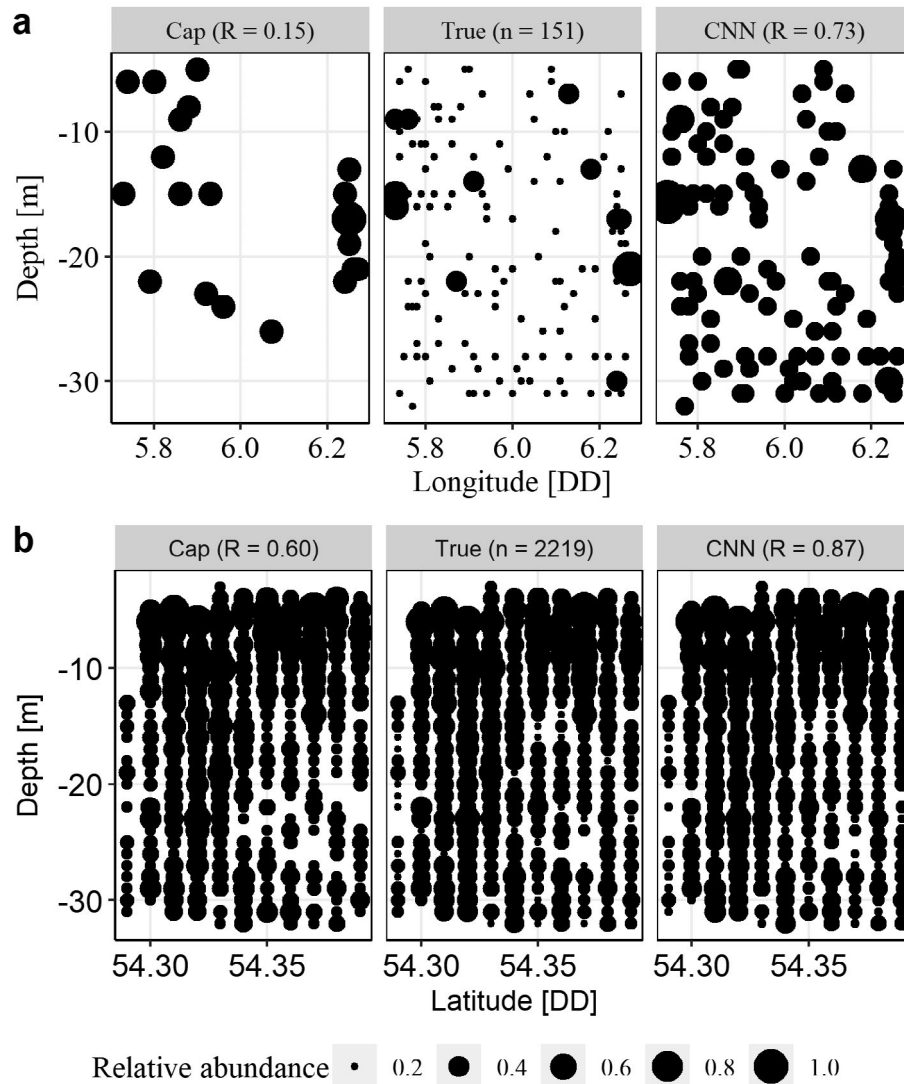 a
Cap (R = 0.15) True (n = 151) CNN (R = 0.73)
-10
-20
-30
Depth [m]
5.8 6.0 6.2 5.8 6.0 6.2 5.8 6.0 6.2
Longitude [DD]
b
Cap (R = 0.60) True (n = 2219) CNN (R = 0.87)
-10
-20
-30
Depth [m]
54.30 54.35 54.30 54.35 54.30 54.35
Latitude [DD]
Relative abundance 0.2 0.4 0.6 0.8 1.0